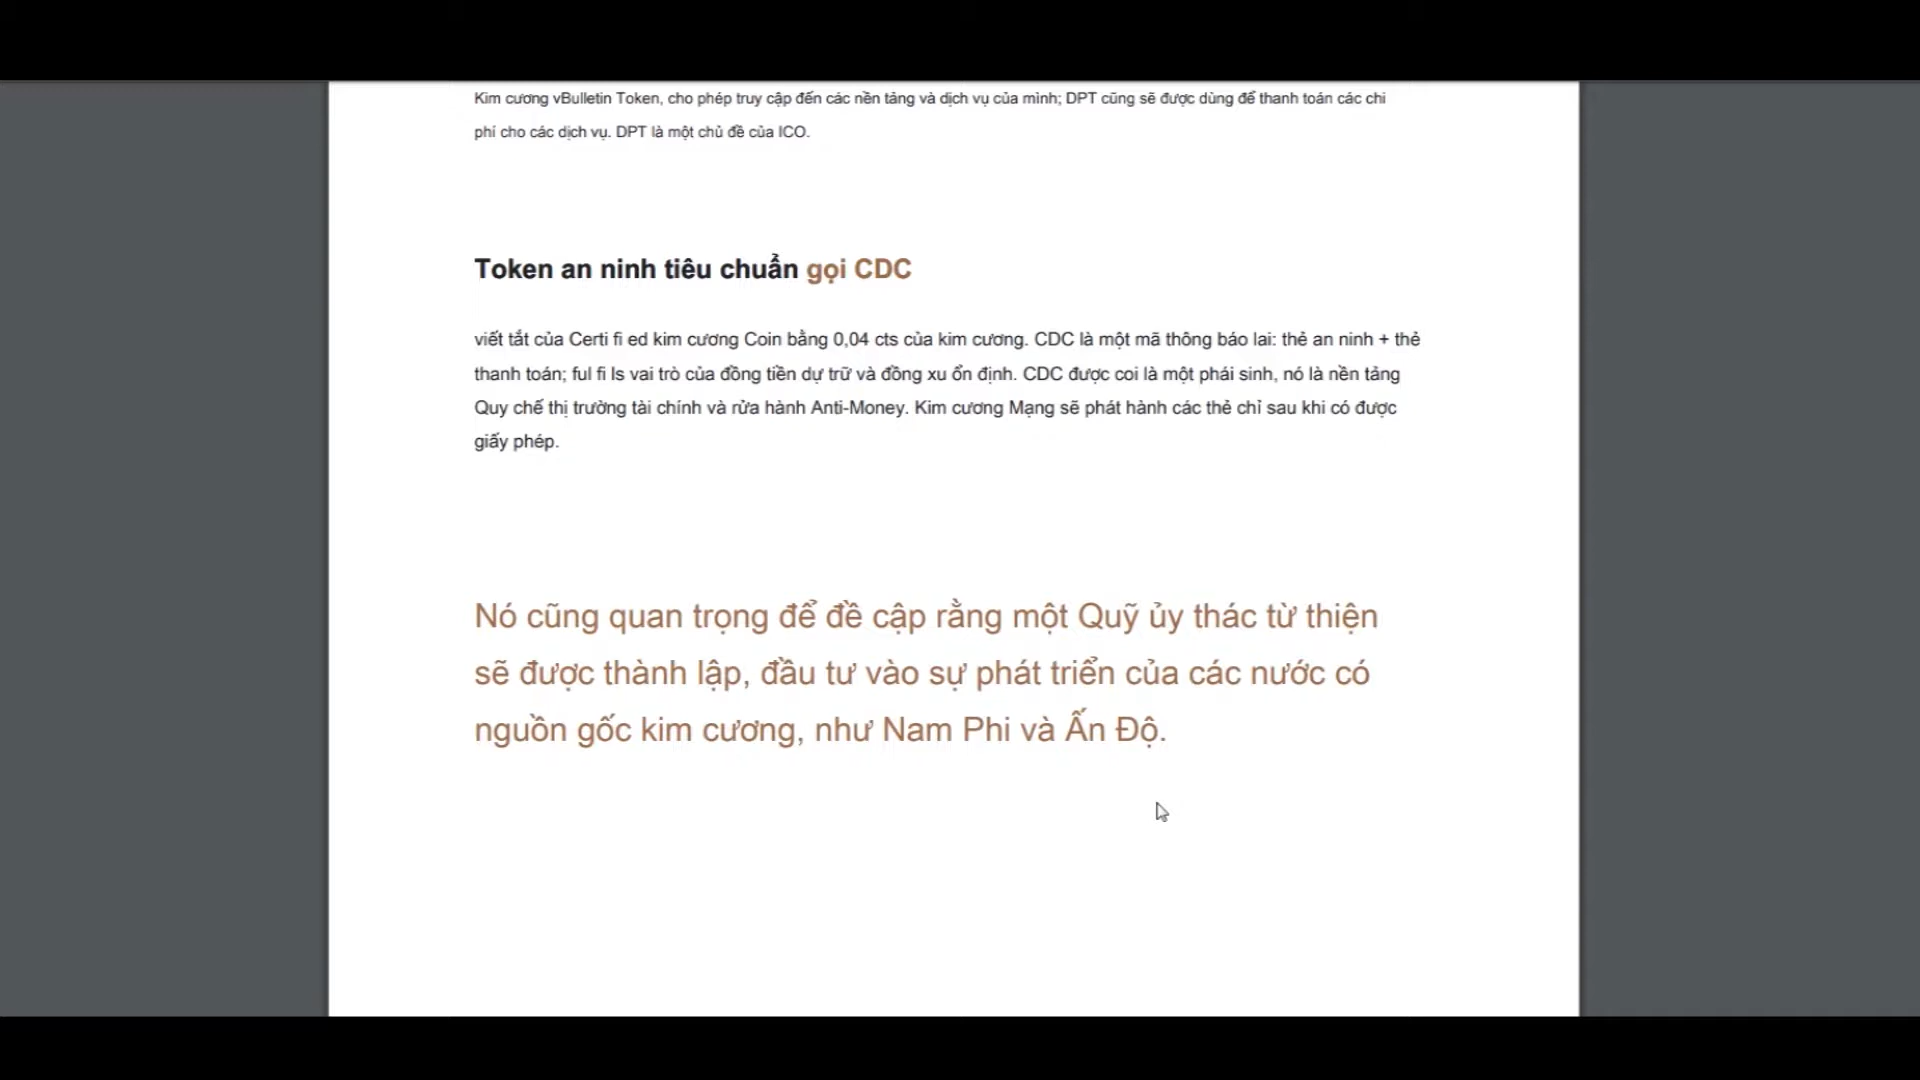 Kim cương vBulletin Token, cho phép truy cập đến các nền tảng và dịch vụ của mình; DPT cũng sẽ được dùng để thanh toán các chi
phí cho các dịch vụ. DPT là một chủ đề của ICO.
Token an ninh tiêu chuẩn gọi CDC
viết tắt của Certi fi ed kim cương Coin bằng 0,04 cts của kim cương. CDC là một mã thông báo lai: thẻ an ninh + thẻ
thanh toán; ful fi ls vai trò của đồng tiền dự trữ và đồng xu ổn định. CDC được coi là một phái sinh, nó là nền tảng
Quy chế thị trường tài chính và rửa hành Anti-Money. Kim cương Mạng sẽ phát hành các thẻ chỉ sau khi có được
giấy phép.
Nó cũng quan trọng để đề cập rằng một Quỹ ủy thác từ thiện
sẽ được thành lập, đầu tư vào sự phát triển của các nước có
nguồn gốc kim cương, như Nam Phi và Ấn Độ.